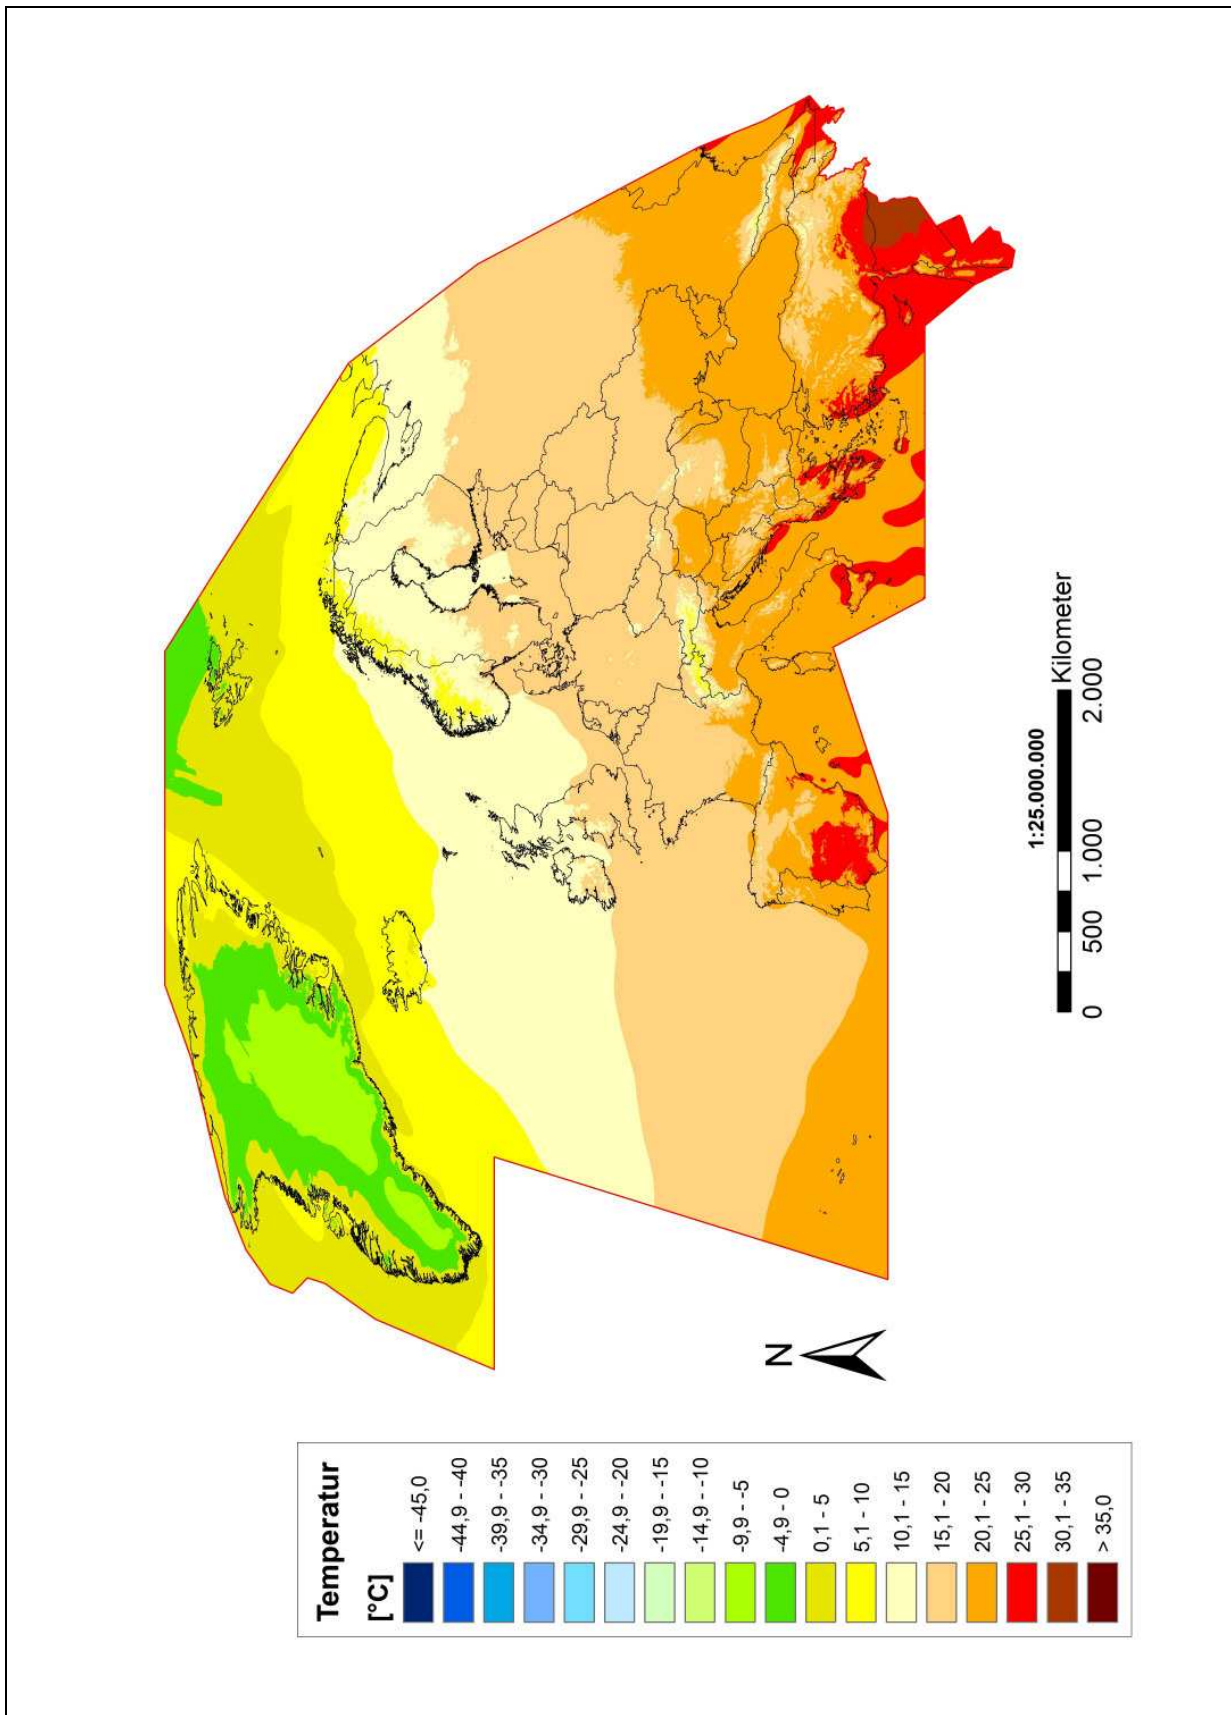 Temperatur
[°C]
<= -45,0
-44,9 - -40
-39,9 - -35
-34,9 - -30
-29,9 - -25
-24,9 - -20
-19,9 - -15
-14,9 - -10
-9,9 - -5
-4,9 - 0
0,1 - 5
5,1 - 10
10,1 - 15
15,1 - 20
20,1 - 25
25,1 - 30
30,1 - 35
> 35,0
N
1:25.000.000
0 500 1.000 2.000 Kilometer